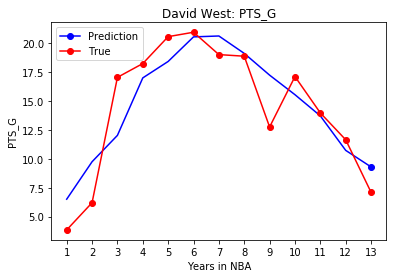 David West: PTS_G
Prediction
True
PTS_G
20.0
17.5
15.0
12.5
10.0
7.5
5.0
1 2 3 4 5 6 7 8 9 10 11 12 13
Years in NBA